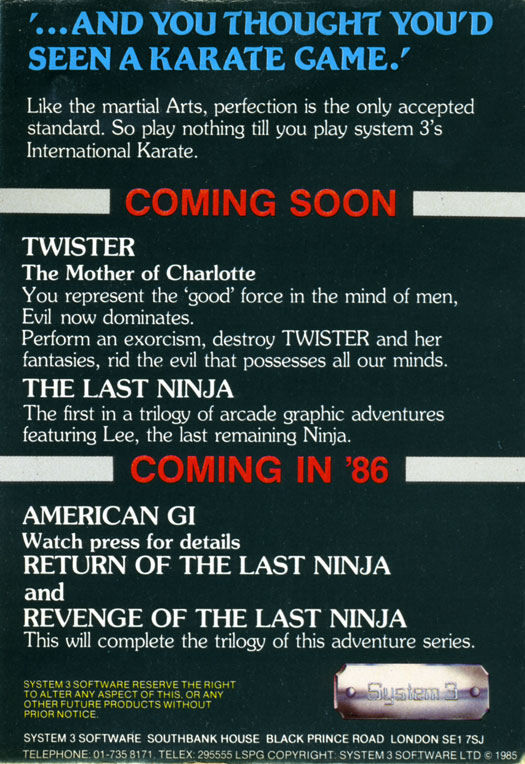 '...AND YOU THOUGHT YOU'D
SEEN A KARATE GAME.'
Like the martial Arts, perfection is the only accepted
standard. So play nothing till you play system 3's
International Karate.
COMING SOON
TWISTER
The Mother of Charlotte
You represent the 'good' force in the mind of men,
Evil now dominates.
Perform an exorcism, destroy TWISTER and her
fantasies, rid the evil that possesses all our minds.
THE LAST NINJA
The first in a trilogy of arcade graphic adventures
featuring Lee, the last remaining Ninja.
COMING IN '86
AMERICAN GI
Watch press for details
RETURN OF THE LAST NINJA
and
REVENGE OF THE LAST NINJA
This will complete the trilogy of this adventure series.
SYSTEM 3 SOFTWARE RESERVE THE RIGHT
TO ALTER ANY ASPECT OF THIS. OR ANY
OTHER FUTURE PRODUCTS WITHOUT
PRIOR NOTICE.
System 3
SYSTEM 3 SOFTWARE SOUTHBANK HOUSE BLACK PRINCE ROAD LONDON SE1 7SJ
TELEPHONE: 01-735 8171. TELEX: 295555 LSPG COPYRIGHT: SYSTEM 3 SOFTWARE LTD © 1985